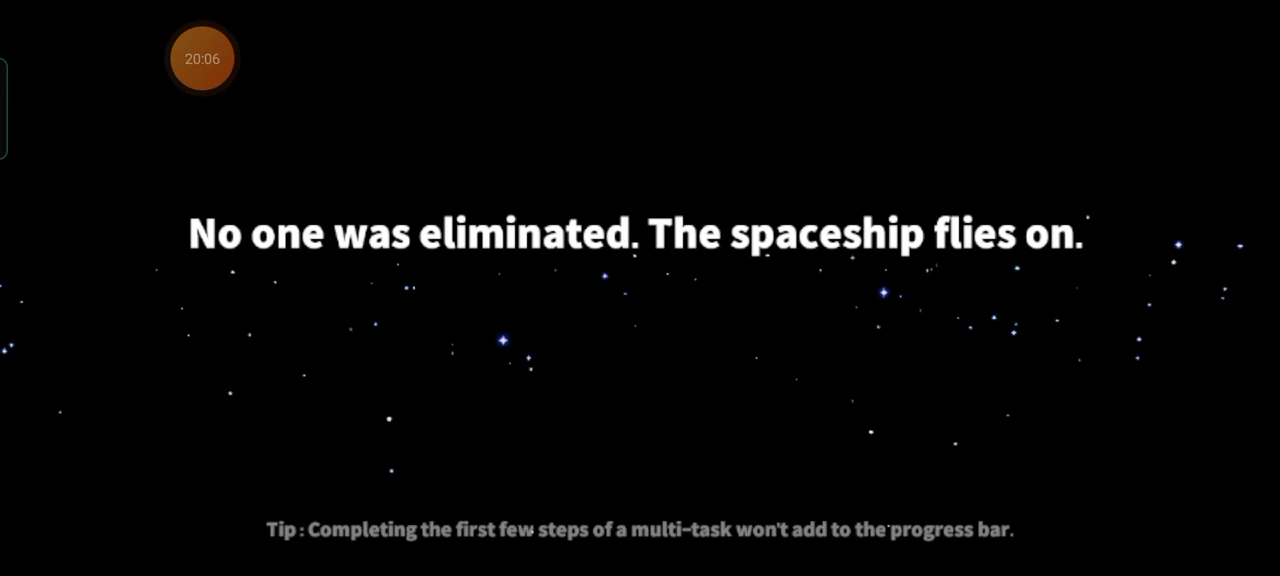 20:06
No one was eliminated. The spaceship flies on.
Tip : Completing the first few steps of a multi-task won't add to the progress bar.